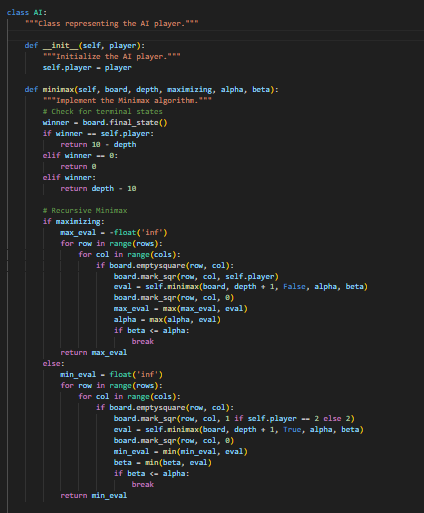 class AI:
    """Class representing the AI player."""

    def __init__(self, player):
        """Initialize the AI player."""
        self.player = player

    def minimax(self, board, depth, maximizing, alpha, beta):
        """Implement the Minimax algorithm."""
        # Check for terminal states
        winner = board.final_state()
        if winner == self.player:
            return 10 - depth
        elif winner == 0:
            return 0
        elif winner:
            return depth - 10

        # Recursive Minimax
        if maximizing:
            max_eval = -float('inf')
            for row in range(rows):
                for col in range(cols):
                    if board.emptysquare(row, col):
                        board.mark_sqr(row, col, self.player)
                        eval = self.minimax(board, depth + 1, False, alpha, beta)
                        board.mark_sqr(row, col, 0)
                        max_eval = max(max_eval, eval)
                        alpha = max(alpha, eval)
                        if beta <= alpha:
                            break
            return max_eval
        else:
            min_eval = float('inf')
            for row in range(rows):
                for col in range(cols):
                    if board.emptysquare(row, col):
                        board.mark_sqr(row, col, 1 if self.player == 2 else 2)
                        eval = self.minimax(board, depth + 1, True, alpha, beta)
                        board.mark_sqr(row, col, 0)
                        min_eval = min(min_eval, eval)
                        beta = min(beta, eval)
                        if beta <= alpha:
                            break
            return min_eval